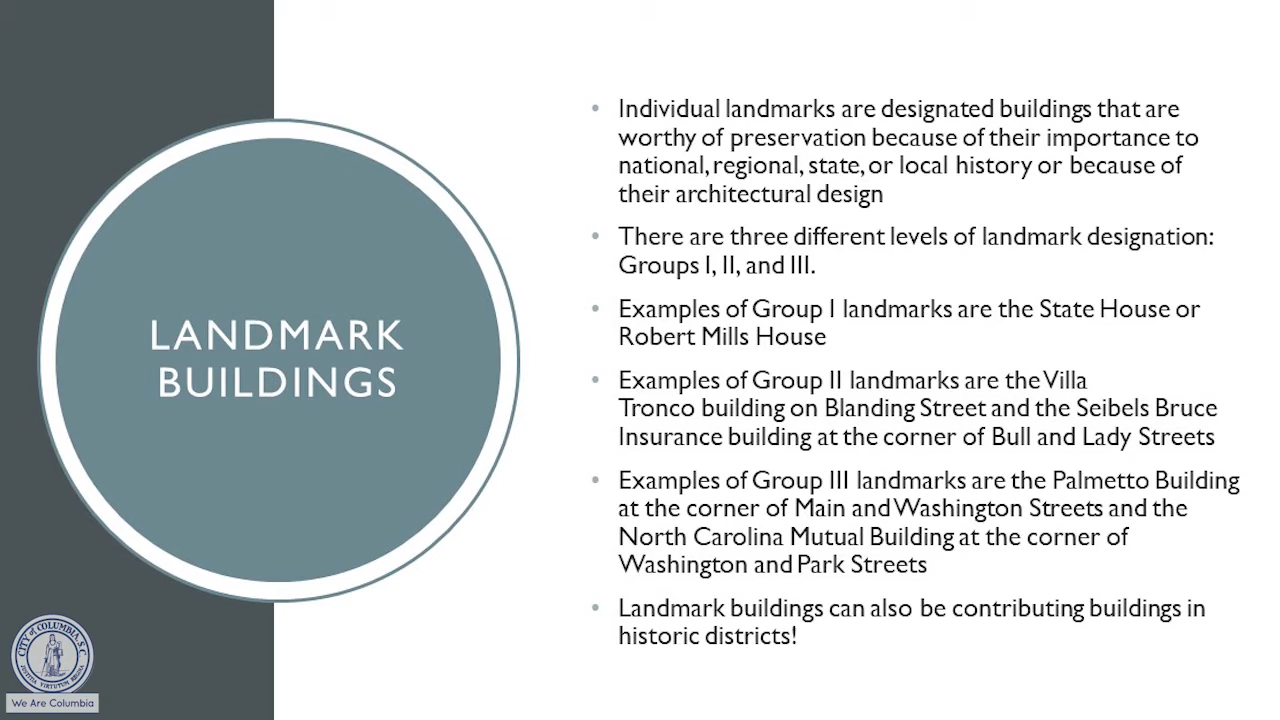 LANDMARK
BUILDINGS
• Individual landmarks are designated buildings that are
worthy of preservation because of their importance to
national, regional, state, or local history or because of
their architectural design
• There are three different levels of landmark designation:
Groups I, II, and III.
• Examples of Group I landmarks are the State House or
Robert Mills House
• Examples of Group II landmarks are the Villa
Tronco building on Blanding Street and the Seibels Bruce
Insurance building at the corner of Bull and Lady Streets
• Examples of Group III landmarks are the Palmetto Building
at the corner of Main and Washington Streets and the
North Carolina Mutual Building at the corner of
Washington and Park Streets
• Landmark buildings can also be contributing buildings in
historic districts!
CITY of COLUMBIA, S.C.
JUSTITIA VIRTUTUM REGINA
We Are Columbia